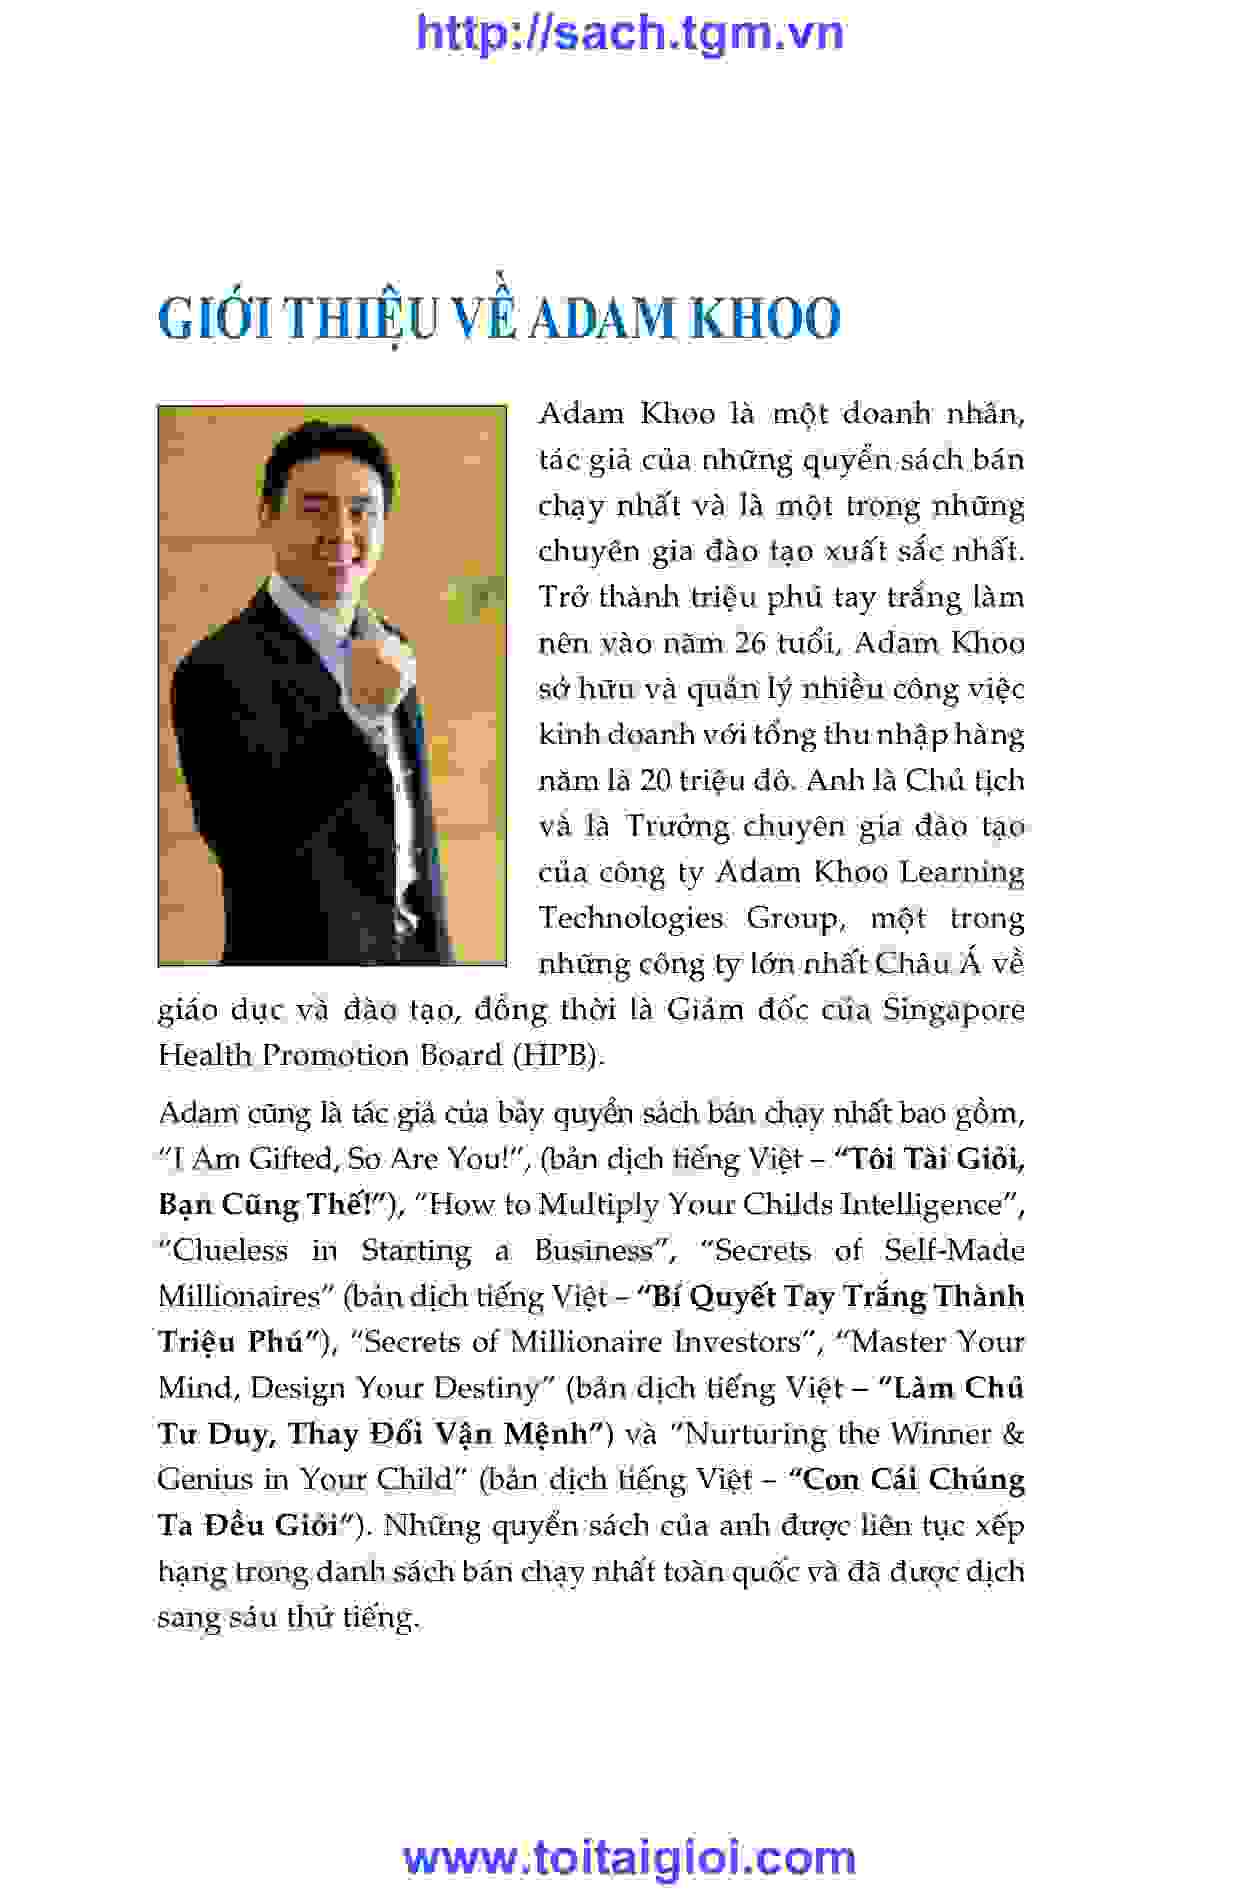 http://sach.tgm.vn
GIỚI THIỆU VỀ ADAM KHOO
Adam Khoo là một doanh nhân,
tác giả của những quyển sách bán
chạy nhất và là một trong những
chuyên gia đào tạo xuất sắc nhất.
Trở thành triệu phú tay trắng làm
nên vào năm 26 tuổi, Adam Khoo
sở hữu và quản lý nhiều công việc
kinh doanh với tổng thu nhập hàng
năm là 20 triệu đô. Anh là Chủ tịch
và là Trưởng chuyên gia đào tạo
của công ty Adam Khoo Learning
Technologies Group, một trong
những công ty lớn nhất Châu Á về
giáo dục và đào tạo, đồng thời là Giám đốc của Singapore
Health Promotion Board (HPB).
Adam cũng là tác giả của bảy quyển sách bán chạy nhất bao gồm,
“I Am Gifted, So Are You!”, (bản dịch tiếng Việt – “Tôi Tài Giỏi,
Bạn Cũng Thế!”), “How to Multiply Your Childs Intelligence”,
“Clueless in Starting a Business”, “Secrets of Self-Made
Millionaires” (bản dịch tiếng Việt – “Bí Quyết Tay Trắng Thành
Triệu Phú”), “Secrets of Millionaire Investors”, “Master Your
Mind, Design Your Destiny” (bản dịch tiếng Việt – “Làm Chủ
Tư Duy, Thay Đổi Vận Mệnh”) và “Nurturing the Winner &
Genius in Your Child” (bản dịch tiếng Việt – “Con Cái Chúng
Ta Đều Giỏi”). Những quyển sách của anh được liên tục xếp
hạng trong danh sách bán chạy nhất toàn quốc và đã được dịch
sang sáu thứ tiếng.
www.toitaigioi.com